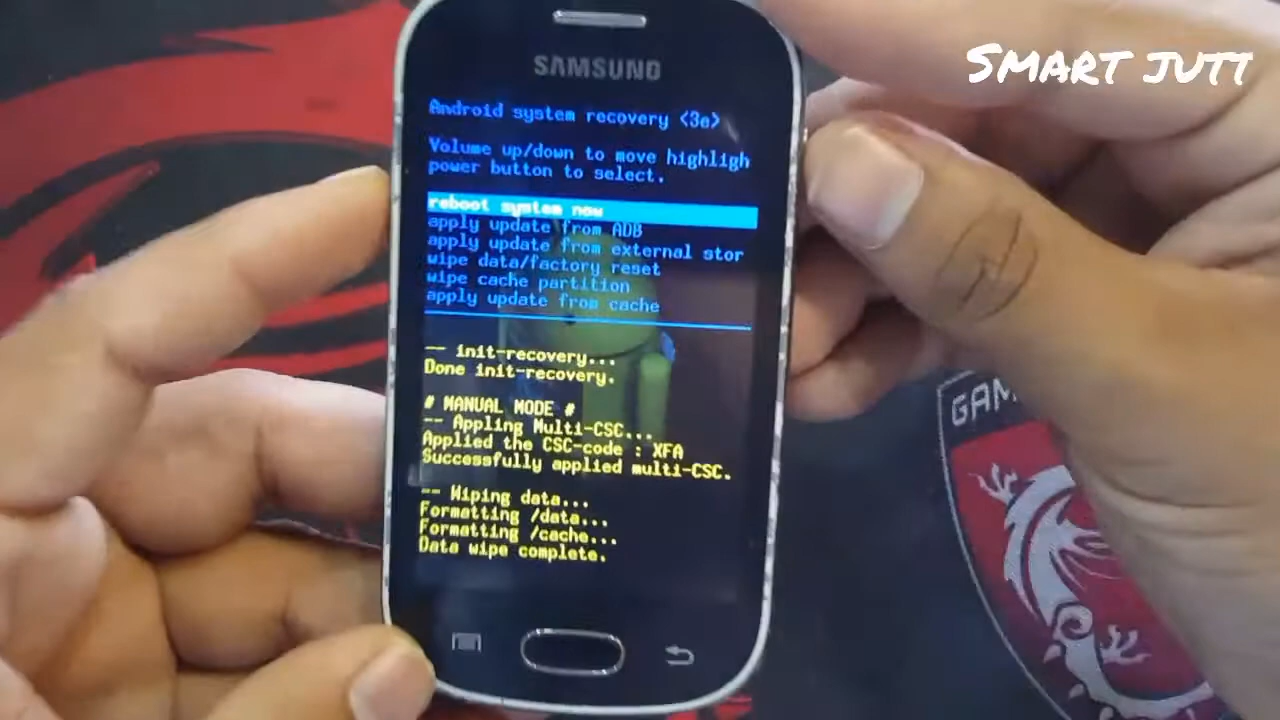 SMART JUTT
SAMSUNG
Android system recovery <3e>
Volume up/down to move highligh
power button to select.
reboot system now
apply update from ADB
apply update from external stor
wipe data/factory reset
wipe cache partition
apply update from cache
-- init-recovery...
Done init-recovery.
# MANUAL MODE #
-- Appling Multi-CSC...
Applied the CSC-code : XFA
Successfully applied multi-CSC.
-- Wiping data...
Formatting /data...
Formatting /cache...
Data wipe complete.
GAM